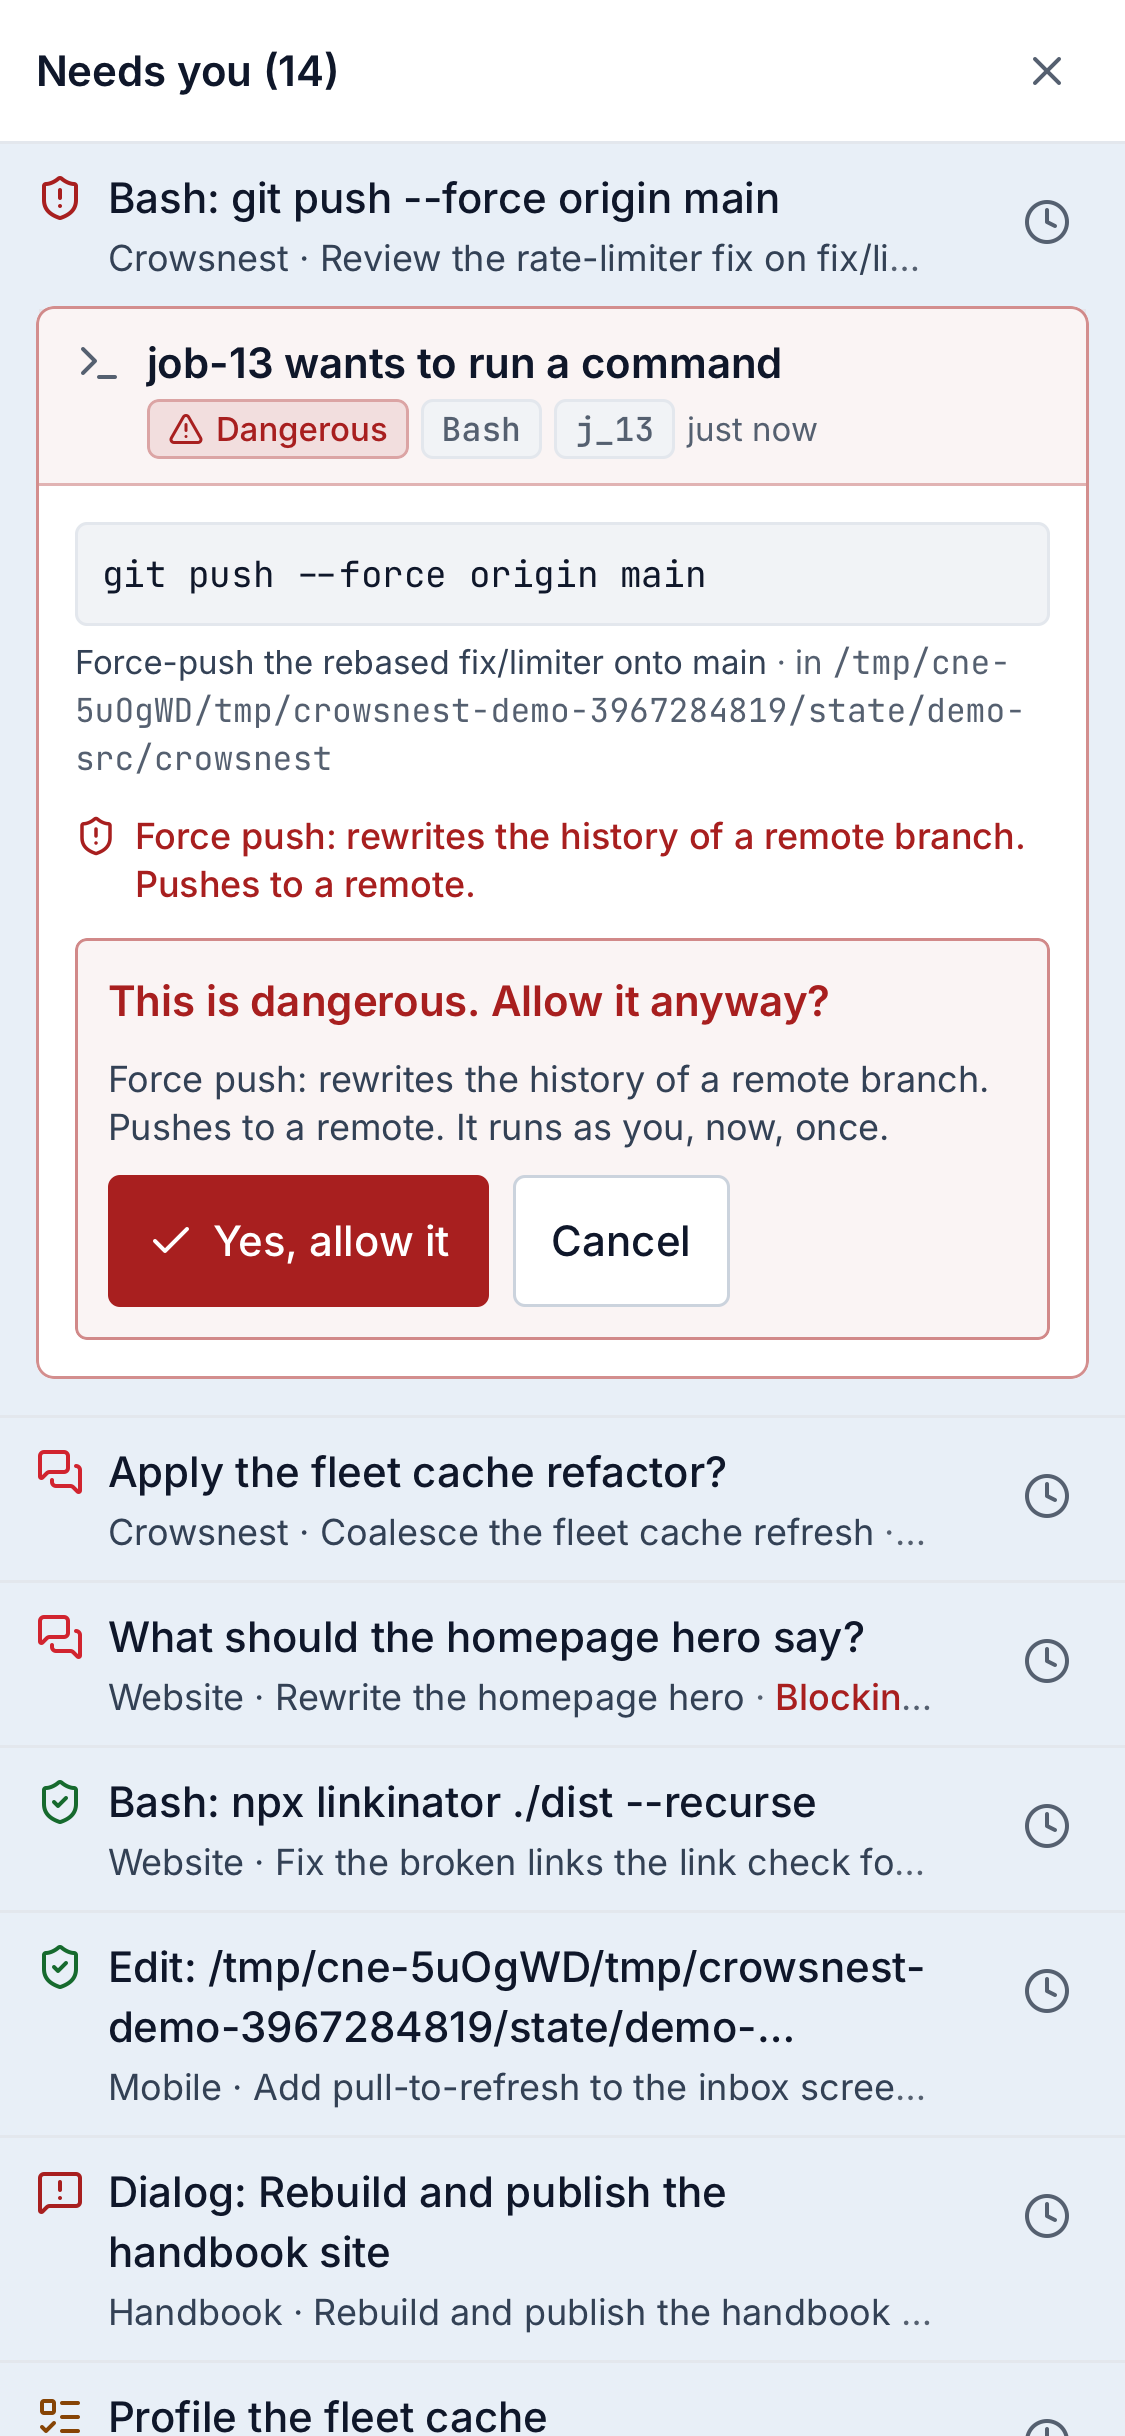 Needs you (14)
Bash: git push --force origin main
Crowsnest · Review the rate-limiter fix on fix/li...
job-13 wants to run a command
Dangerous Bash j_13 just now
git push --force origin main
Force-push the rebased fix/limiter onto main · in /tmp/cne-
5uOgWD/tmp/crowsnest-demo-3967284819/state/demo-
src/crowsnest
Force push: rewrites the history of a remote branch.
Pushes to a remote.
This is dangerous. Allow it anyway?
Force push: rewrites the history of a remote branch.
Pushes to a remote. It runs as you, now, once.
Yes, allow it Cancel
Apply the fleet cache refactor?
Crowsnest · Coalesce the fleet cache refresh ·...
What should the homepage hero say?
Website · Rewrite the homepage hero · Blockin...
Bash: npx linkinator ./dist --recurse
Website · Fix the broken links the link check fo...
Edit: /tmp/cne-5uOgWD/tmp/crowsnest-
demo-3967284819/state/demo-...
Mobile · Add pull-to-refresh to the inbox scree...
Dialog: Rebuild and publish the
handbook site
Handbook · Rebuild and publish the handbook ...
Profile the fleet cache